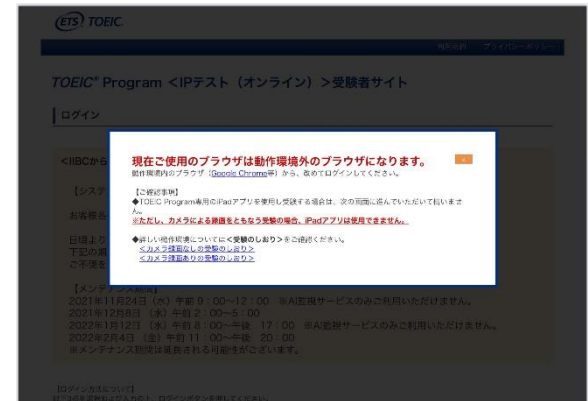 ETS TOEIC.
利用規約 プライバシーポリシー
TOEIC® Program <IPテスト（オンライン）>受験者サイト
ログイン
<IIBCから
現在ご使用のブラウザは動作環境外のブラウザになります。
×
動作環境内のブラウザ（Google Chrome等）から、改めてログインしてください。
【ご確認事項】
◆TOEIC Program専用のiPadアプリを使用し受験する場合は、次の画面に進んでいただいて構いませ
ん。
※ただし、カメラによる録画をともなう受験の場合、iPadアプリは使用できません。
◆詳しい動作環境については<受験のしおり>をご確認ください。
<カメラ録画なしの受験のしおり>
<カメラ録画ありの受験のしおり>
【システ
お客様各
日頃より
下記の期
ご不便を
【メンテナンス期間】
2021年11月24日（水）午前 9：00～12：00 ※AI監視サービスのみご利用いただけません。
2021年12月8日（水）午前 2：00～5：00
2022年1月12日（水）午前 8：00～午後 17：00 ※AI監視サービスのみご利用いただけません。
2022年2月4日（金）午前 11：00～午後 20：00
※メンテナンス期間は延長される可能性がございます。
【ログイン方法について】